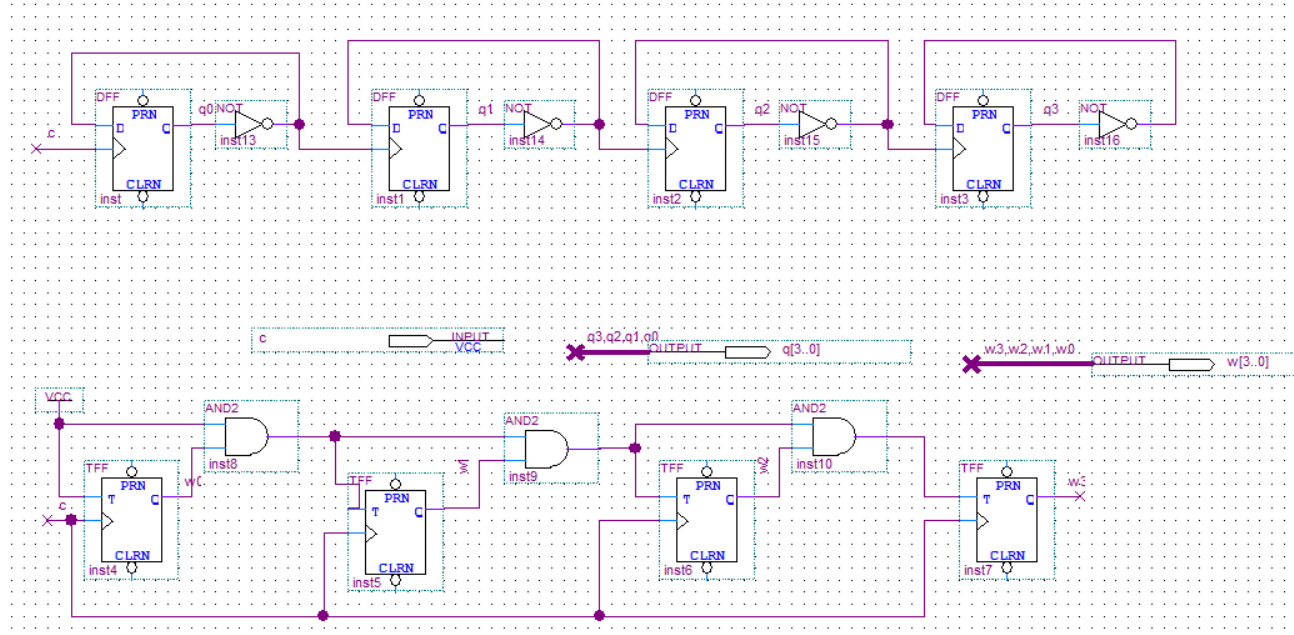 DFF
PRN
D
Q
CLRN
inst
c
q0
NOT
inst13
DFF
PRN
D
Q
CLRN
inst1
q1
NOT
inst14
DFF
PRN
D
Q
CLRN
inst2
q2
NOT
inst15
DFF
PRN
D
Q
CLRN
inst3
q3
NOT
inst16
c
INPUT
VCC
q3,q2,q1,q0
OUTPUT
q[3..0]
w3,w2,w1,w0
OUTPUT
w[3..0]
VCC
AND2
inst8
AND2
inst9
AND2
inst10
TFF
PRN
T
Q
CLRN
inst4
c
w0
TFF
PRN
T
Q
CLRN
inst5
w1
TFF
PRN
T
Q
CLRN
inst6
w2
TFF
PRN
T
Q
CLRN
inst7
w3